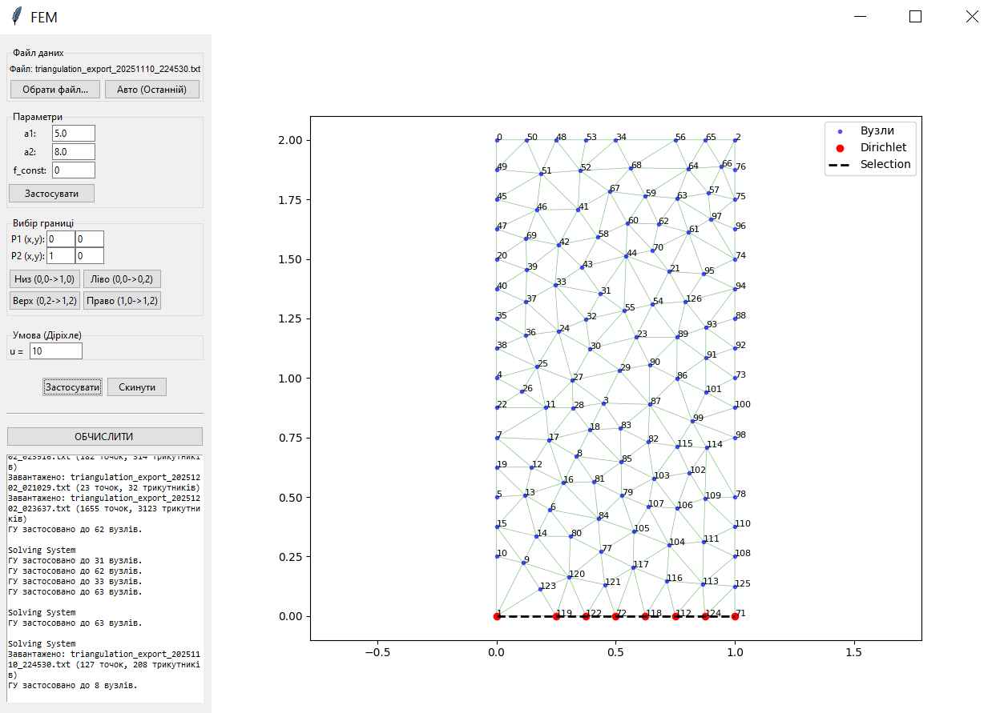 FEM
Файл даних
Файл: triangulation_export_20251110_224530.txt
Обрати файл...
Авто (Останній)
Параметри
a1: 5.0
a2: 8.0
f_const: 0
Застосувати
Вибір границі
P1 (x,y): 0 0
P2 (x,y): 1 0
Низ (0,0->1,0)
Ліво (0,0->0,2)
Верх (0,2->1,2)
Право (1,0->1,2)
Умова (Діріхле)
u = 10
Застосувати
Скинути
ОБЧИСЛИТИ
02_023516.txt (182 точок, 314 трикутникі
в)
Завантажено: triangulation_export_202512
02_021029.txt (23 точок, 32 трикутників)
Завантажено: triangulation_export_202512
02_023637.txt (1655 точок, 3123 трикутни
ків)
ГУ застосовано до 62 вузлів.
Solving System
ГУ застосовано до 31 вузлів.
ГУ застосовано до 62 вузлів.
ГУ застосовано до 33 вузлів.
ГУ застосовано до 63 вузлів.
Solving System
ГУ застосовано до 63 вузлів.
Solving System
Завантажено: triangulation_export_202511
10_224530.txt (127 точок, 208 трикутникі
в)
ГУ застосовано до 8 вузлів.
Вузли
Dirichlet
Selection
2.00
1.75
1.50
1.25
1.00
0.75
0.50
0.25
0.00
−0.5 0.0 0.5 1.0 1.5
0 50 48 53 34 56 65 2
49 51 52 68 64 66 76
45 67 59 63 57 75
46 41 60 62 97 96
47 69 42 58 61
20 39 43 44 70 21 95 74
40 33 31 94
37 55 54 126
35 32 88
36 24 23 89 93
38 30 92
25 29 90 91
4 27 86 73
26 101
22 11 28 3 87 100
99
7 17 18 83 82 98
8 85 115 114
19 12 102
16 81 103
5 13 79 109 78
6 107 106
15 84 110
14 80 105 111
10 77 104 108
9 117
120 121 116 113 125
123
1 119 122 72 118 112 124 71